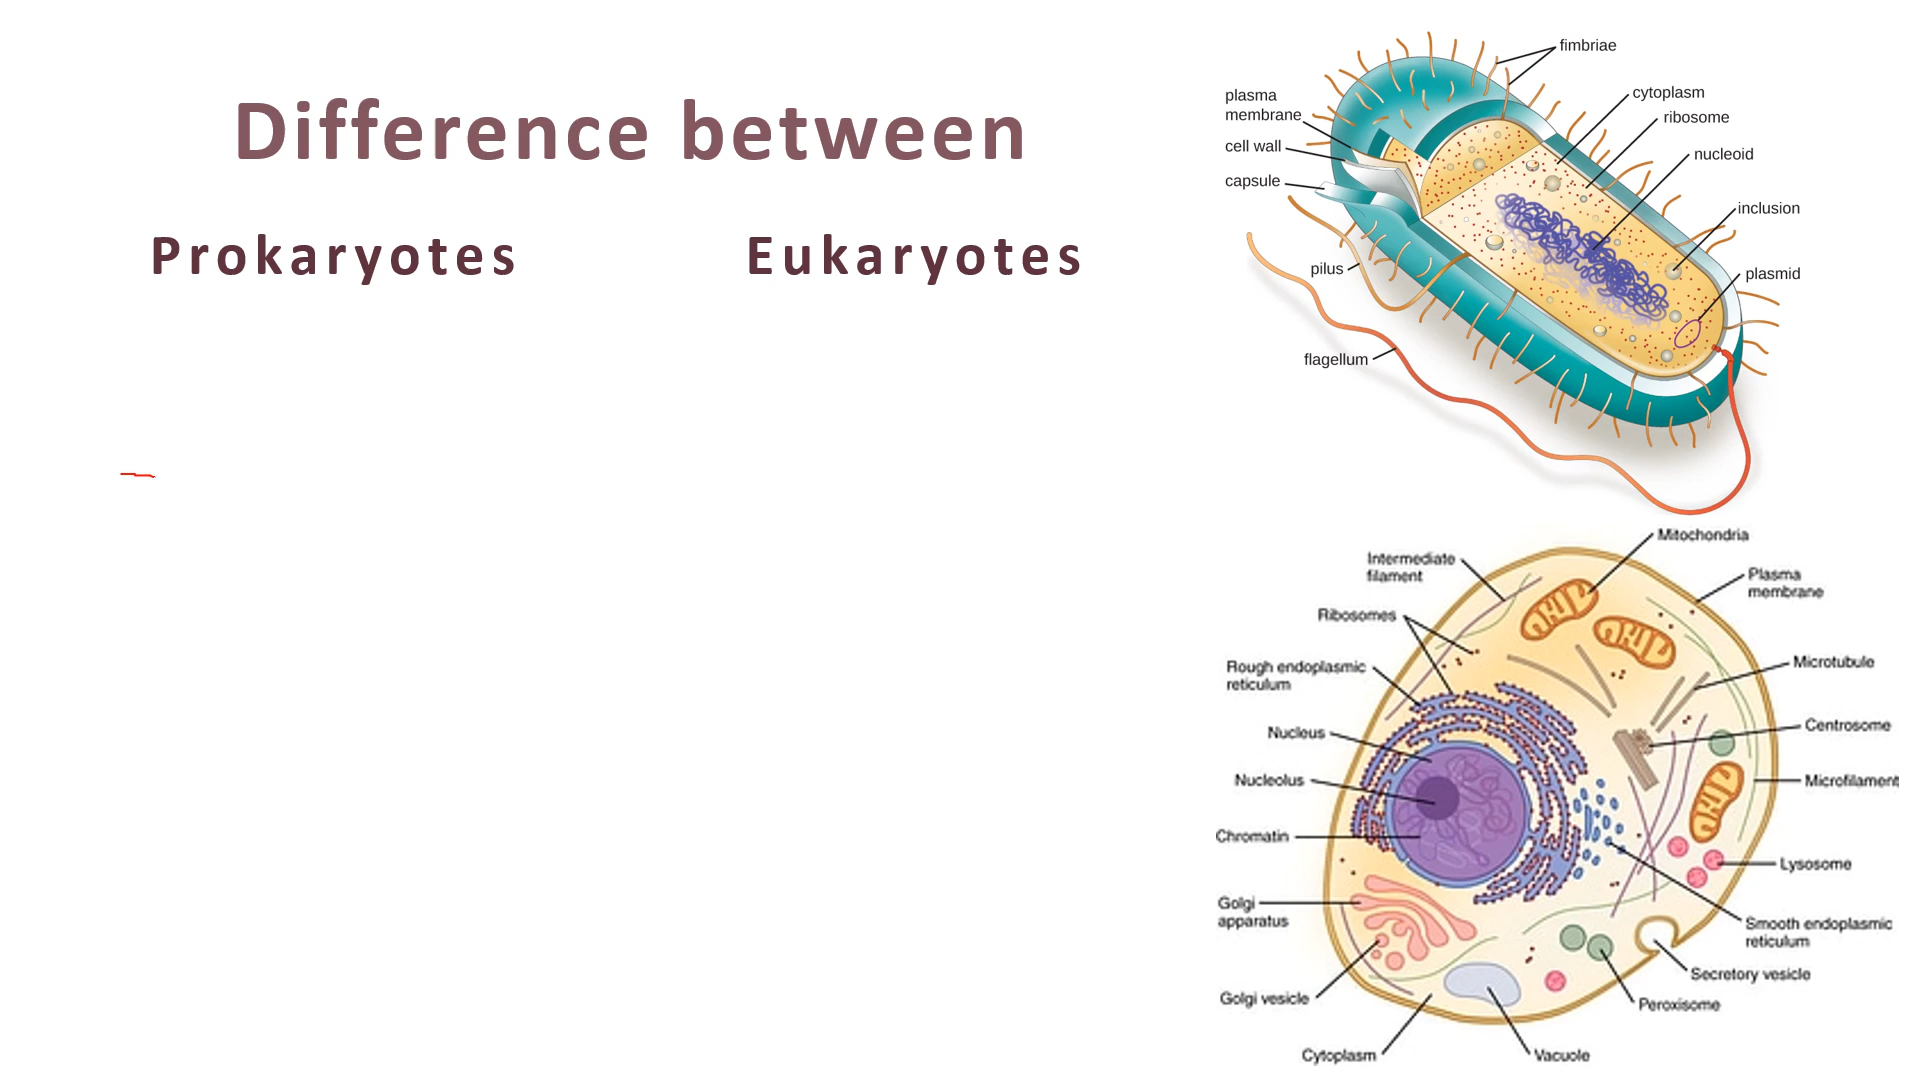 Difference between
Prokaryotes
Eukaryotes
fimbriae
plasma
membrane
cytoplasm
ribosome
cell wall
nucleoid
capsule
inclusion
pilus
plasmid
flagellum
Mitochondria
Intermediate
filament
Plasma
membrane
Ribosomes
Rough endoplasmic
reticulum
Microtubule
Nucleus
Centrosome
Nucleolus
Microfilament
Chromatin
Lysosome
Golgi
apparatus
Smooth endoplasmic
reticulum
Secretory vesicle
Golgi vesicle
Peroxisome
Cytoplasm
Vacuole